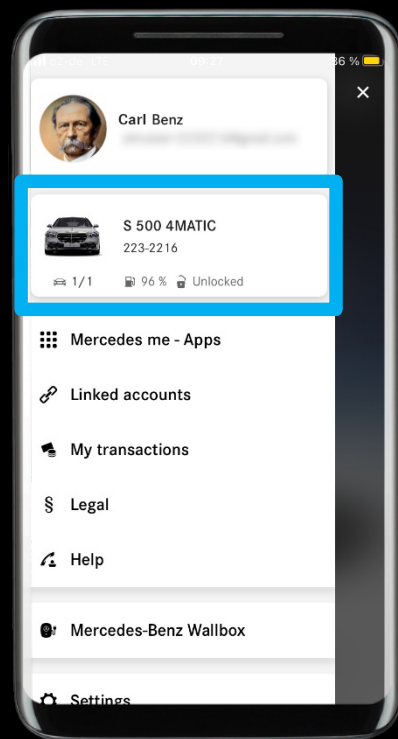 09:27
36 %
Carl Benz
S 500 4MATIC
223-2216
1/1 96 % Unlocked
Mercedes me - Apps
Linked accounts
My transactions
§ Legal
Help
Mercedes-Benz Wallbox
Settings